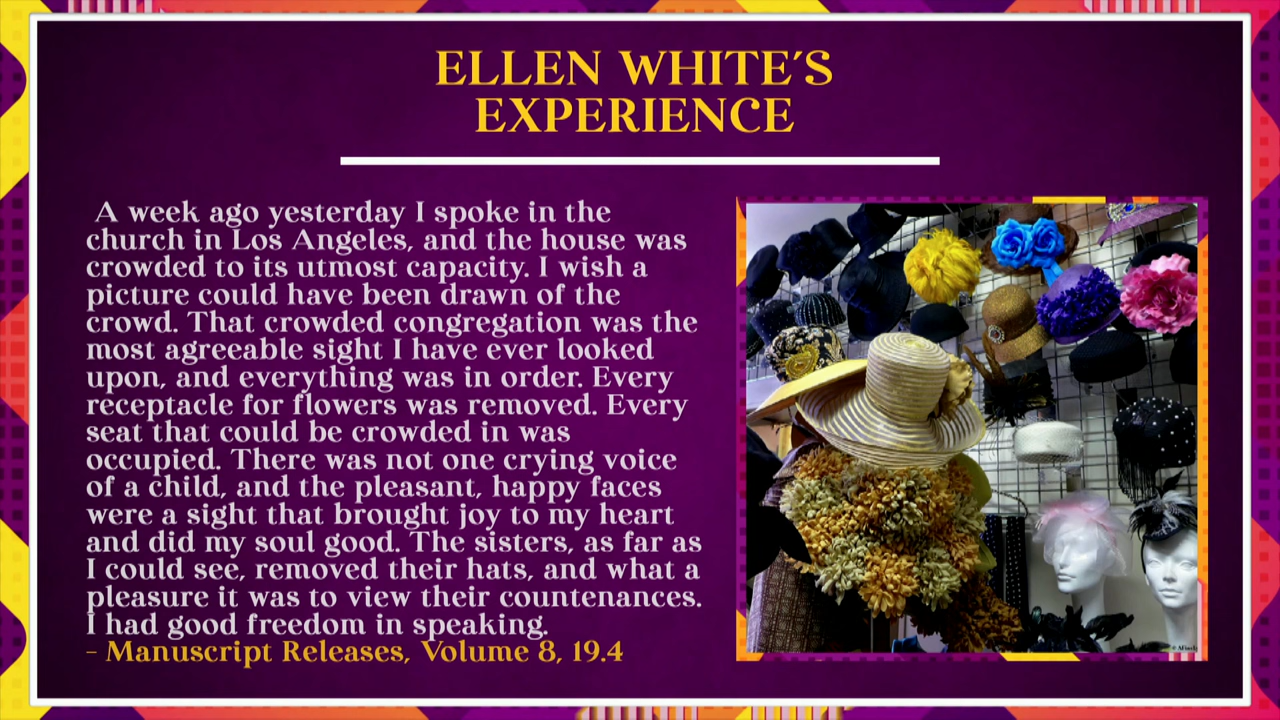 ELLEN WHITE'S
EXPERIENCE
A week ago yesterday I spoke in the
church in Los Angeles, and the house was
crowded to its utmost capacity. I wish a
picture could have been drawn of the
crowd. That crowded congregation was the
most agreeable sight I have ever looked
upon, and everything was in order. Every
receptacle for flowers was removed. Every
seat that could be crowded in was
occupied. There was not one crying voice
of a child, and the pleasant, happy faces
were a sight that brought joy to my heart
and did my soul good. The sisters, as far as
I could see, removed their hats, and what a
pleasure it was to view their countenances.
I had good freedom in speaking.
- Manuscript Releases, Volume 8, 19.4